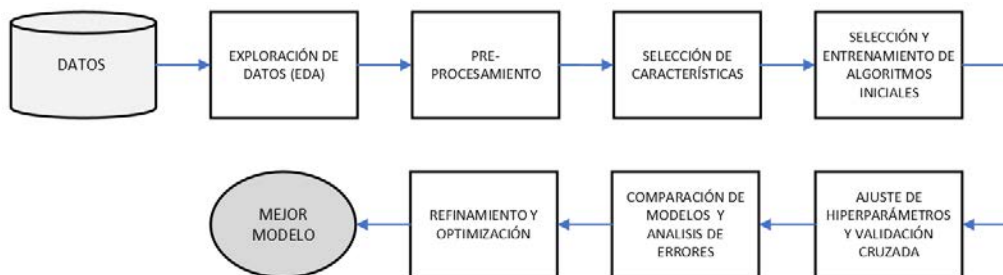 DATOS
EXPLORACIÓN DE
DATOS (EDA)
PRE-
PROCESAMIENTO
SELECCIÓN DE
CARACTERÍSTICAS
SELECCIÓN Y
ENTRENAMIENTO DE
ALGORITMOS
INICIALES
MEJOR
MODELO
REFINAMIENTO Y
OPTIMIZACIÓN
COMPARACIÓN DE
MODELOS Y
ANALISIS DE
ERRORES
AJUSTE DE
HIPERPARÁMETROS
Y VALIDACIÓN
CRUZADA